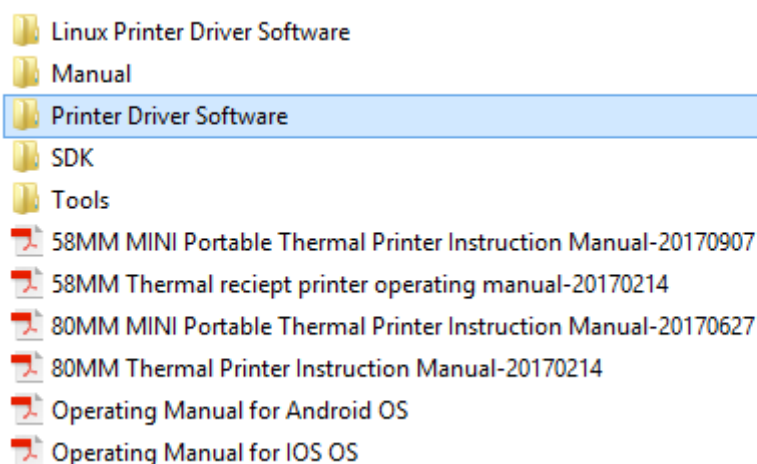 Linux Printer Driver Software
Manual
Printer Driver Software
SDK
Tools
58MM MINI Portable Thermal Printer Instruction Manual-20170907
58MM Thermal reciept printer operating manual-20170214
80MM MINI Portable Thermal Printer Instruction Manual-20170627
80MM Thermal Printer Instruction Manual-20170214
Operating Manual for Android OS
Operating Manual for IOS OS